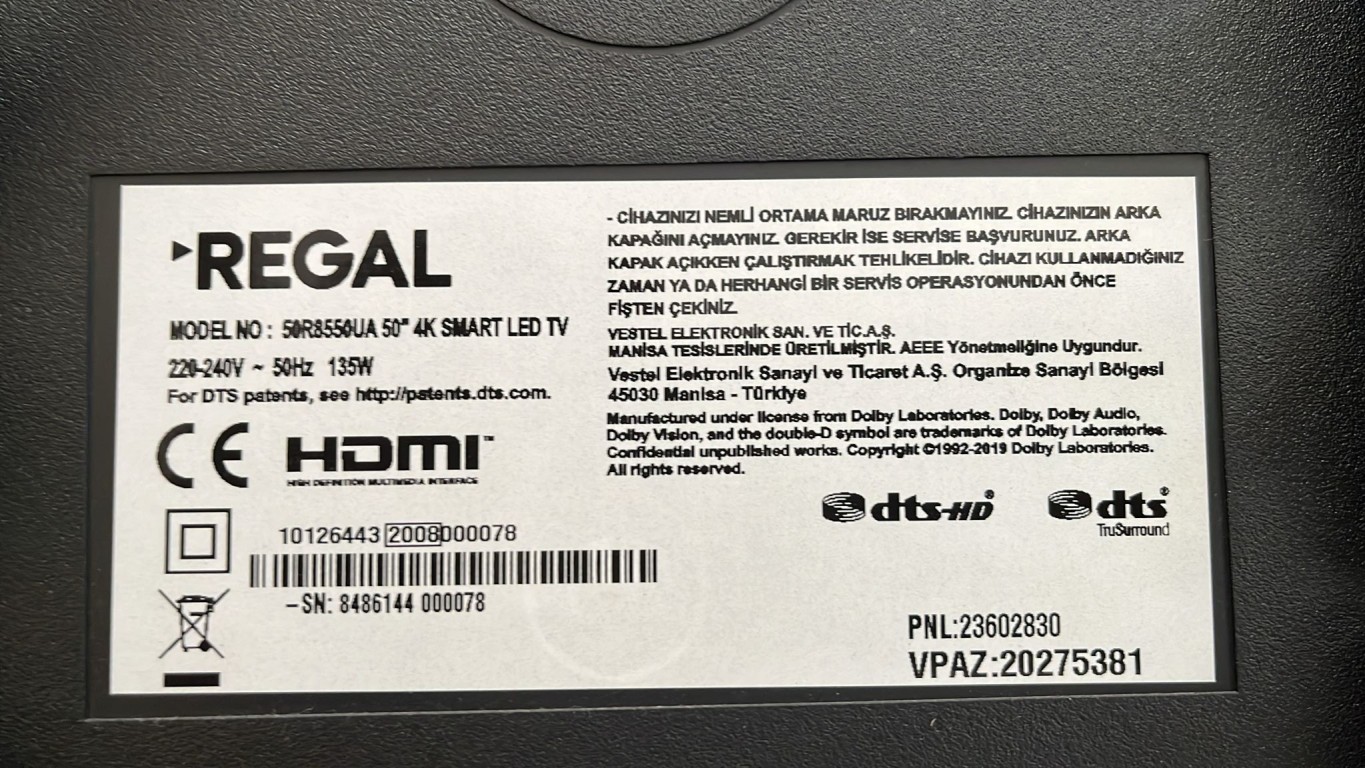 REGAL
MODEL NO : 50R8550UA 50" 4K SMART LED TV
220-240V ~ 50Hz 135W
For DTS patents, see http://patents.dts.com.
CE HDMI™
HIGH DEFINITION MULTIMEDIA INTERFACE
10126443 2008000078
-SN: 8486144 000078
- CİHAZINIZI NEMLİ ORTAMA MARUZ BIRAKMAYINIZ. CİHAZINIZIN ARKA
KAPAĞINI AÇMAYINIZ. GEREKİR İSE SERVİSE BAŞVURUNUZ. ARKA
KAPAK AÇIKKEN ÇALIŞTIRMAK TEHLİKELİDİR. CİHAZI KULLANMADIĞINIZ
ZAMAN YA DA HERHANGİ BİR SERVİS OPERASYONUNDAN ÖNCE
FİŞTEN ÇEKİNİZ.
VESTEL ELEKTRONİK SAN. VE TİC.A.Ş.
MANİSA TESİSLERİNDE ÜRETİLMİŞTİR. AEEE Yönetmeliğine Uygundur.
Vestel Elektronik Sanayi ve Ticaret A.Ş. Organize Sanayi Bölgesi
45030 Manisa - Türkiye
Manufactured under license from Dolby Laboratories. Dolby, Dolby Audio,
Dolby Vision, and the double-D symbol are trademarks of Dolby Laboratories.
Confidential unpublished works. Copyright ©1992-2019 Dolby Laboratories.
All rights reserved.
dts-HD® dts®
TruSurround
PNL:23602830
VPAZ:20275381